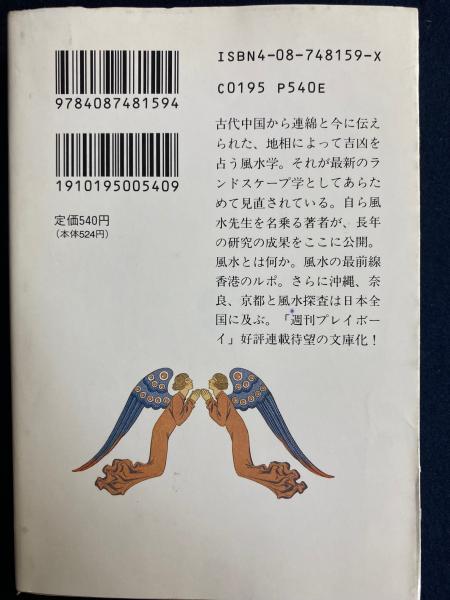 ISBN4-08-748159-X
9784087481594
C0195 P540E
1910195005409
定価540円
(本体524円)
古代中国から連綿と今に伝え
られた、地相によって吉凶を
占う風水学。それが最新のラ
ンドスケープ学としてあらた
めて見直されている。自ら風
水先生を名乗る著者が、長年
の研究の成果をここに公開。
風水とは何か。風水の最前線
香港のルポ。さらに沖縄、奈
良、京都と風水探査は日本全
国に及ぶ。「週刊プレイボー
イ」好評連載待望の文庫化!